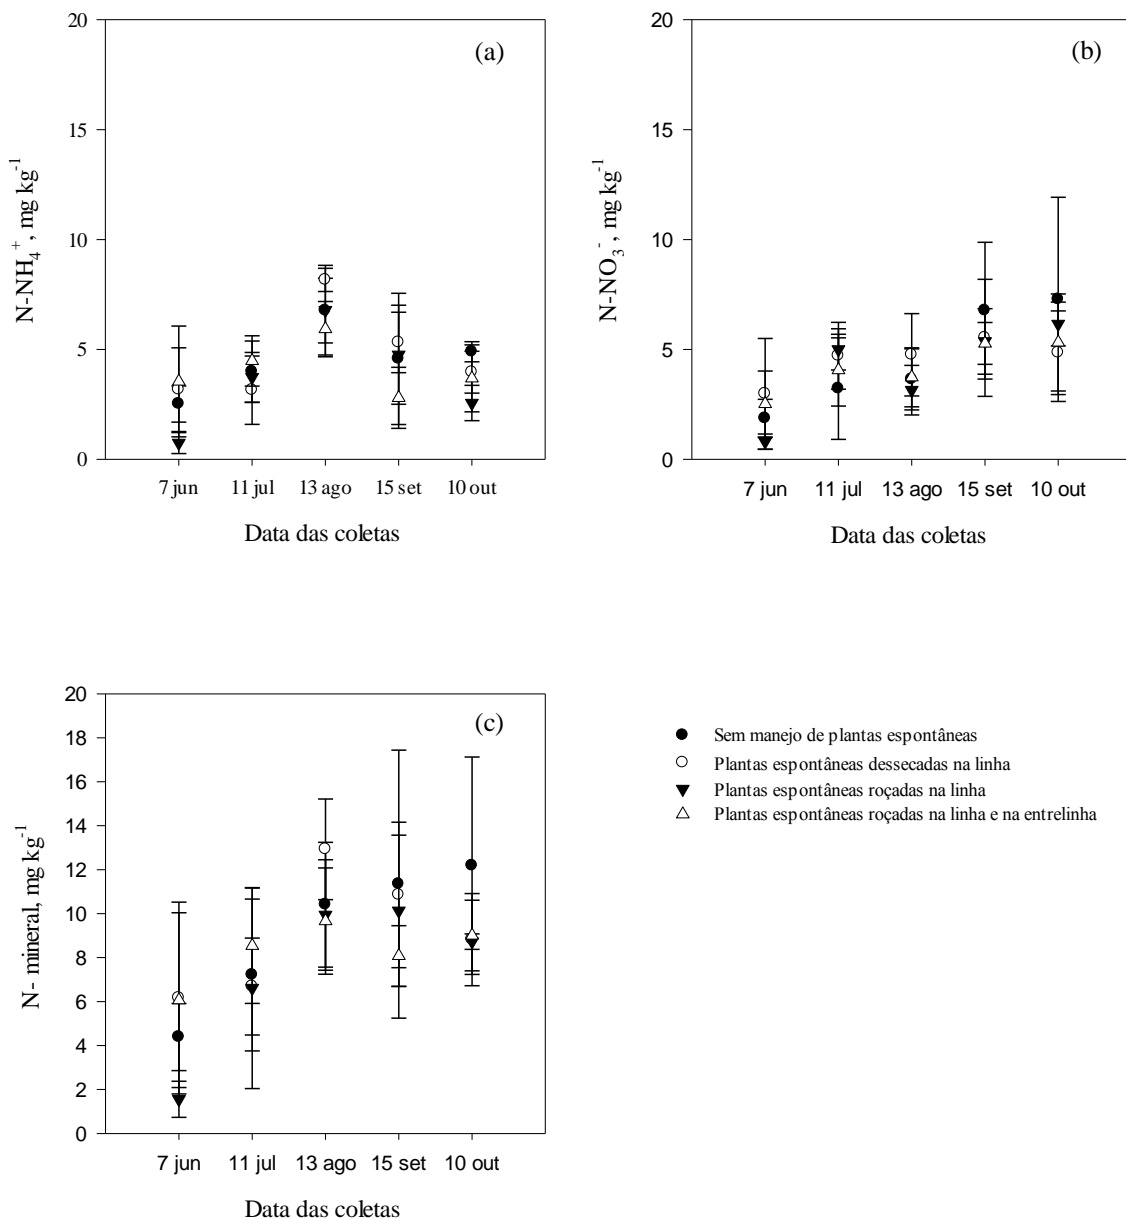 (a)
N-NH₄⁺, mg kg⁻¹
20
15
10
5
0
7 jun 11 jul 13 ago 15 set 10 out
Data das coletas
(b)
N-NO₃⁻, mg kg⁻¹
20
15
10
5
0
7 jun 11 jul 13 ago 15 set 10 out
Data das coletas
(c)
N- mineral, mg kg⁻¹
20
18
16
14
12
10
8
6
4
2
0
7 jun 11 jul 13 ago 15 set 10 out
Data das coletas
Sem manejo de plantas espontâneas
Plantas espontâneas dessecadas na linha
Plantas espontâneas roçadas na linha
Plantas espontâneas roçadas na linha e na entrelinha